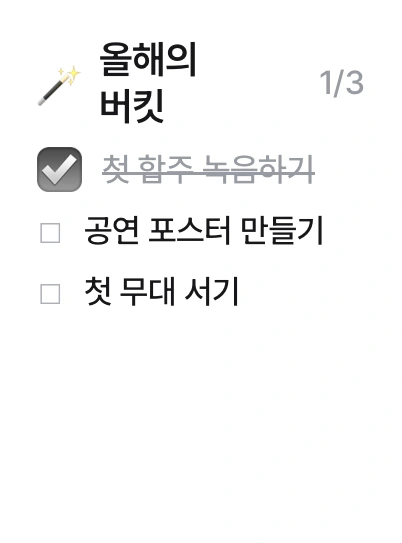 올해의
버킷
1/3
첫 합주 녹음하기
공연 포스터 만들기
첫 무대 서기